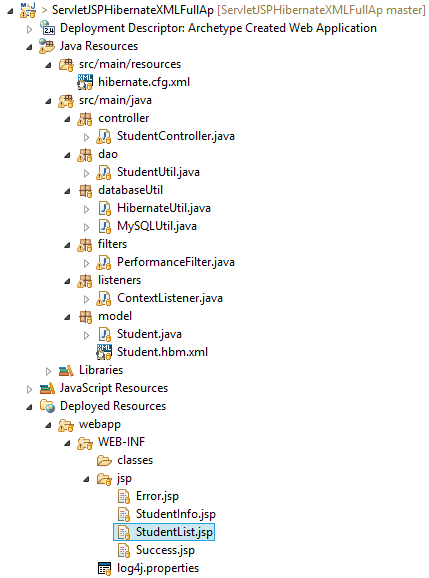 > ServletJSPHibernateXMLFullAp [ServletJSPHibernateXMLFullAp master]
Deployment Descriptor: Archetype Created Web Application
Java Resources
src/main/resources
hibernate.cfg.xml
src/main/java
controller
StudentController.java
dao
StudentUtil.java
databaseUtil
HibernateUtil.java
MySQLUtil.java
filters
PerformanceFilter.java
listeners
ContextListener.java
model
Student.java
Student.hbm.xml
Libraries
JavaScript Resources
Deployed Resources
webapp
WEB-INF
classes
jsp
Error.jsp
StudentInfo.jsp
StudentList.jsp
Success.jsp
log4j.properties